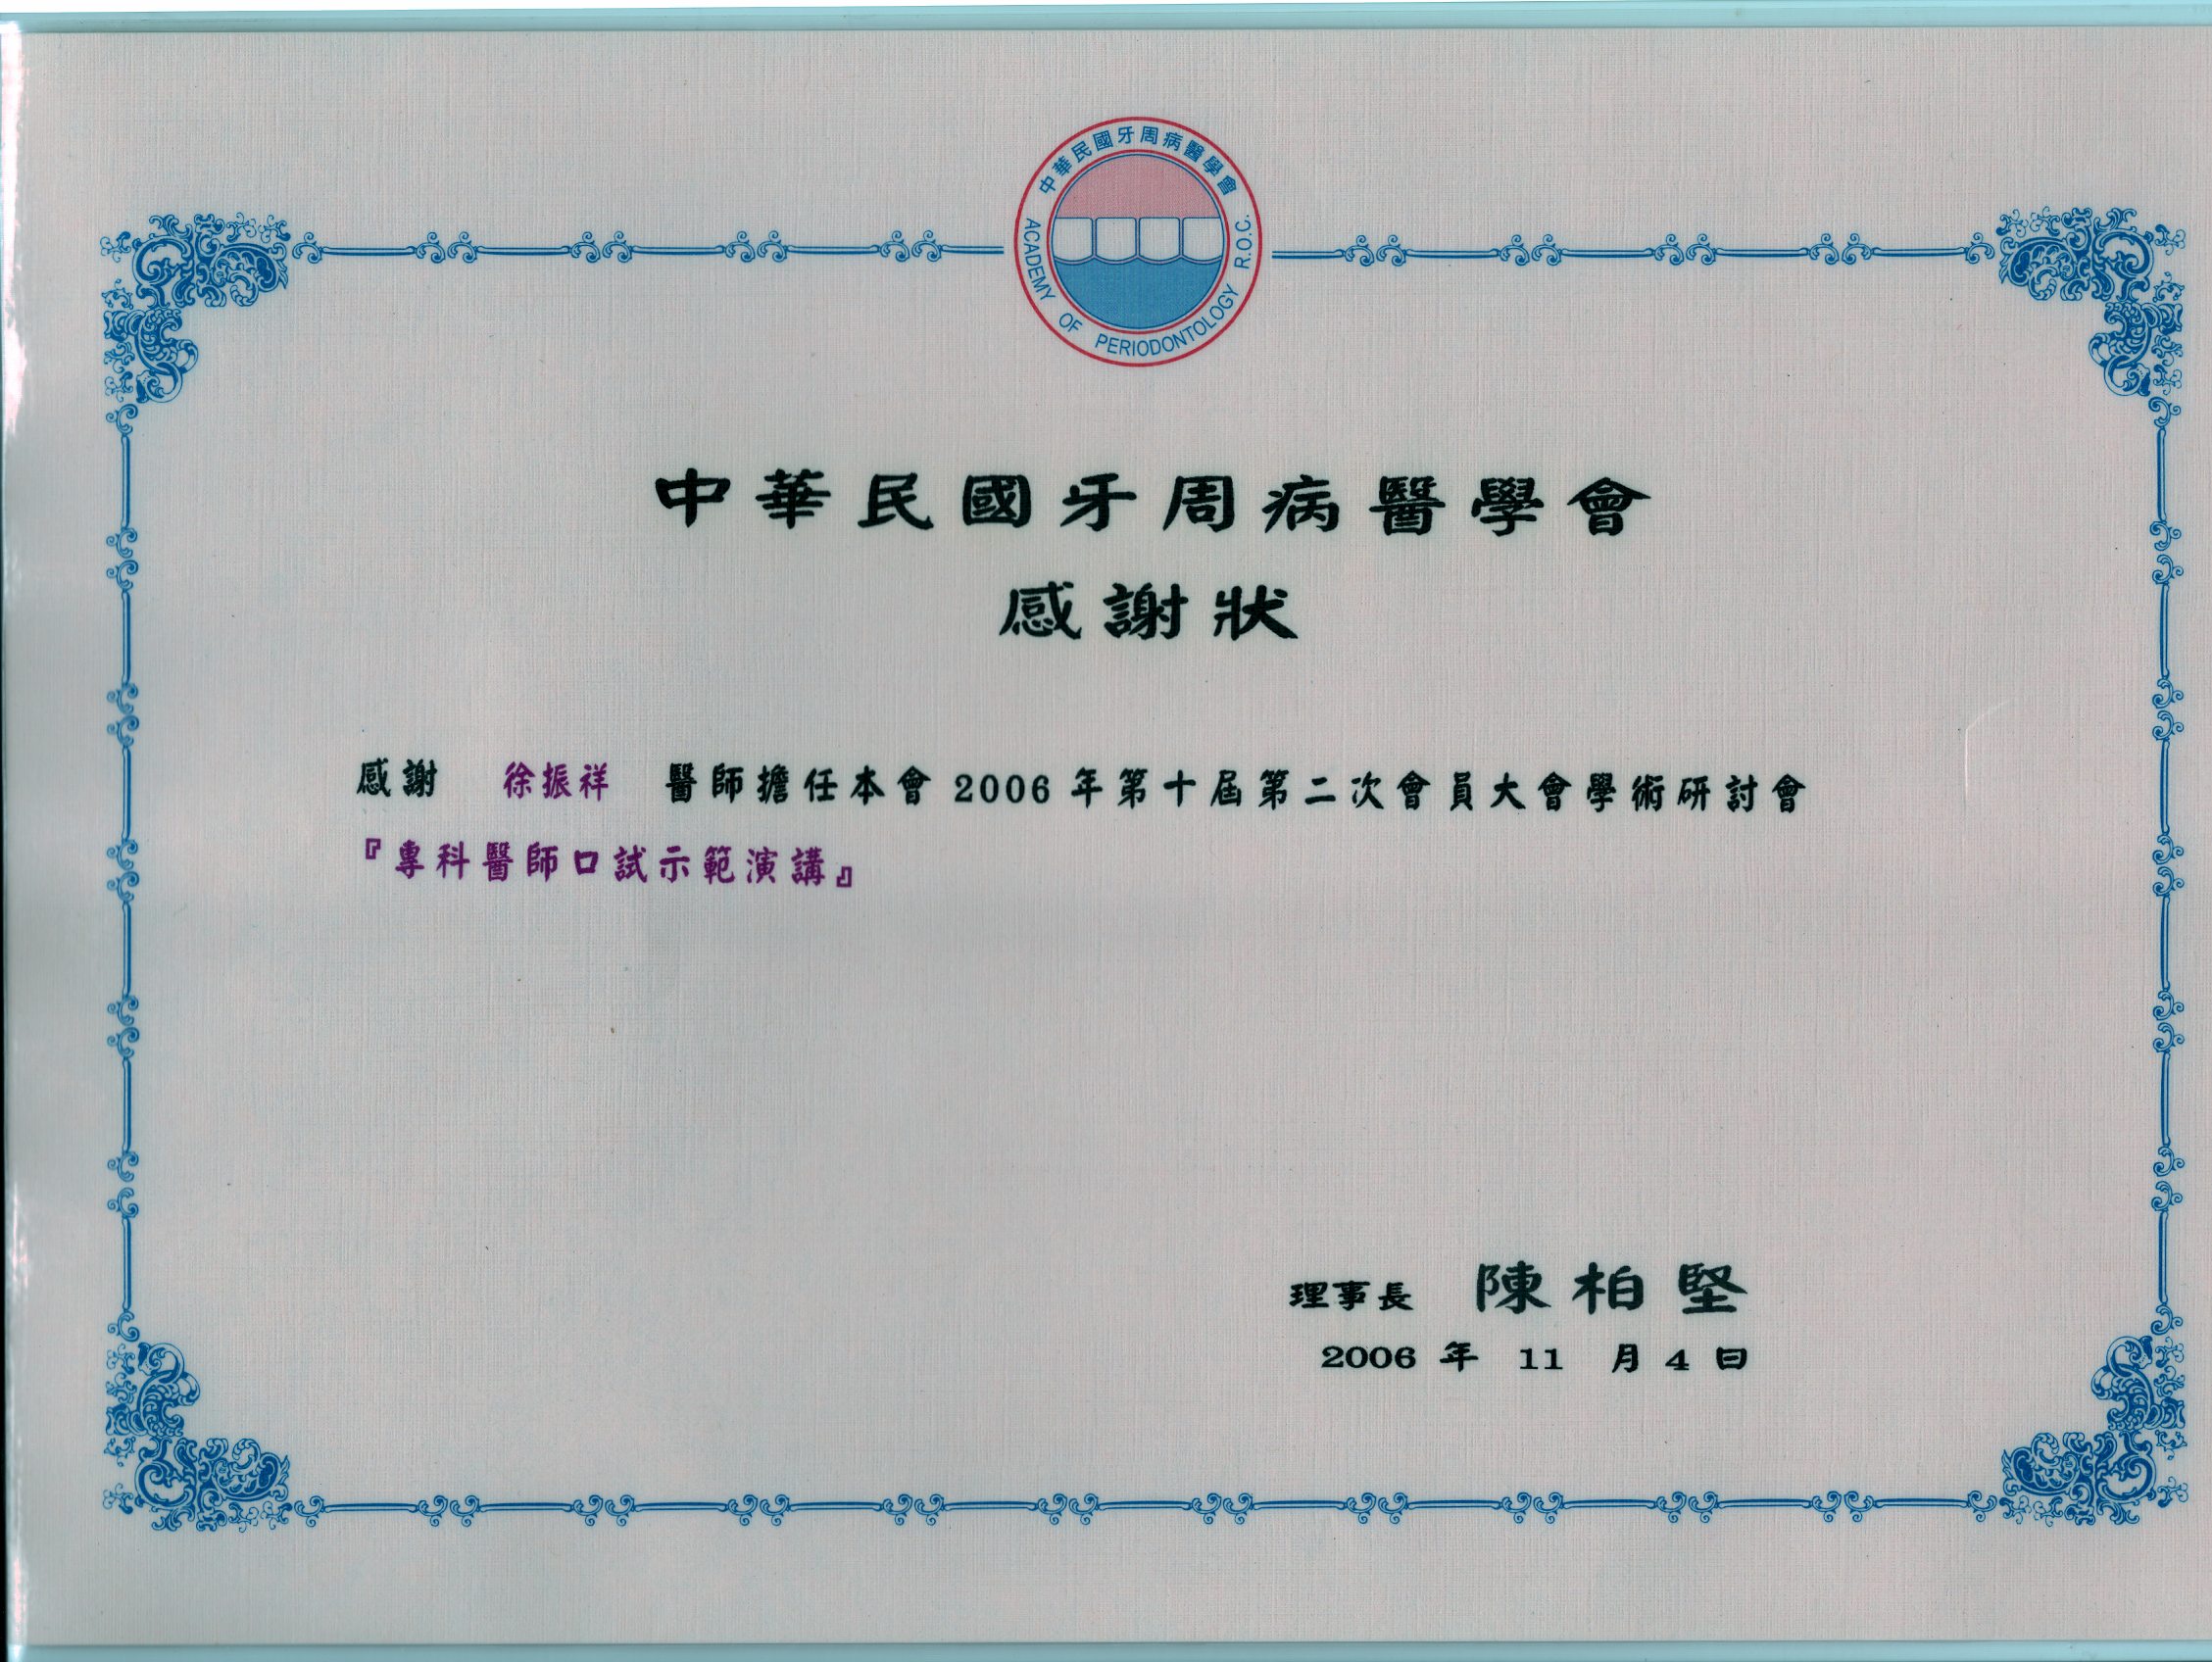 中華民國牙周病醫學會
ACADEMY OF PERIODONTOLOGY R.O.C.
中華民國牙周病醫學會
感謝狀
感謝 徐振祥 醫師擔任本會2006年第十屆第二次會員大會學術研討會
『專科醫師口試示範演講』
理事長 陳柏堅
2006 年 11 月 4 日